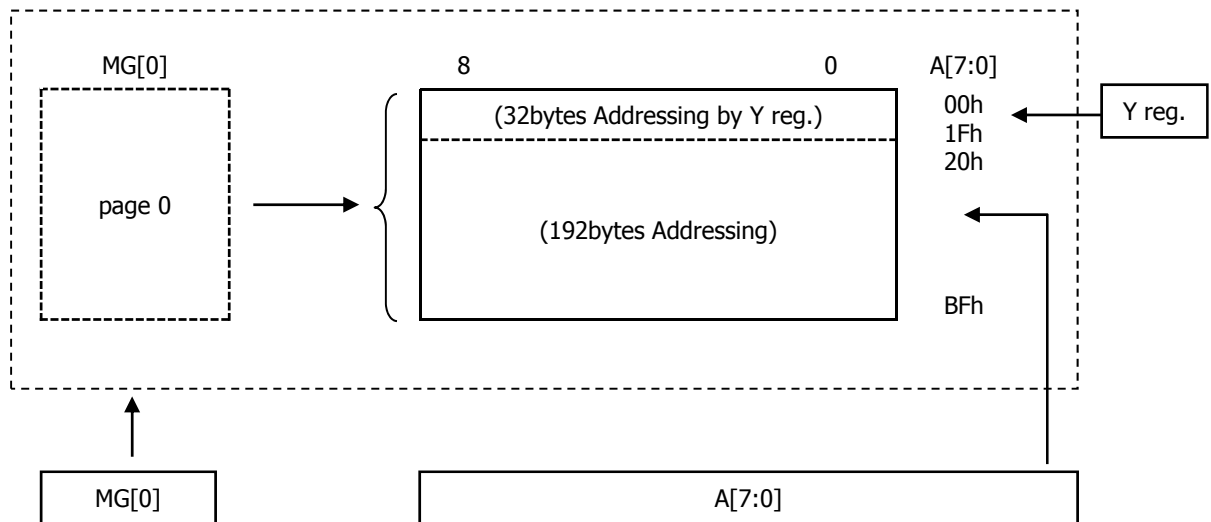 MG[0] 8 0 A[7:0]
(32bytes Addressing by Y reg.) 00h Y reg.
1Fh
20h
page 0
(192bytes Addressing)
BFh
MG[0] A[7:0]